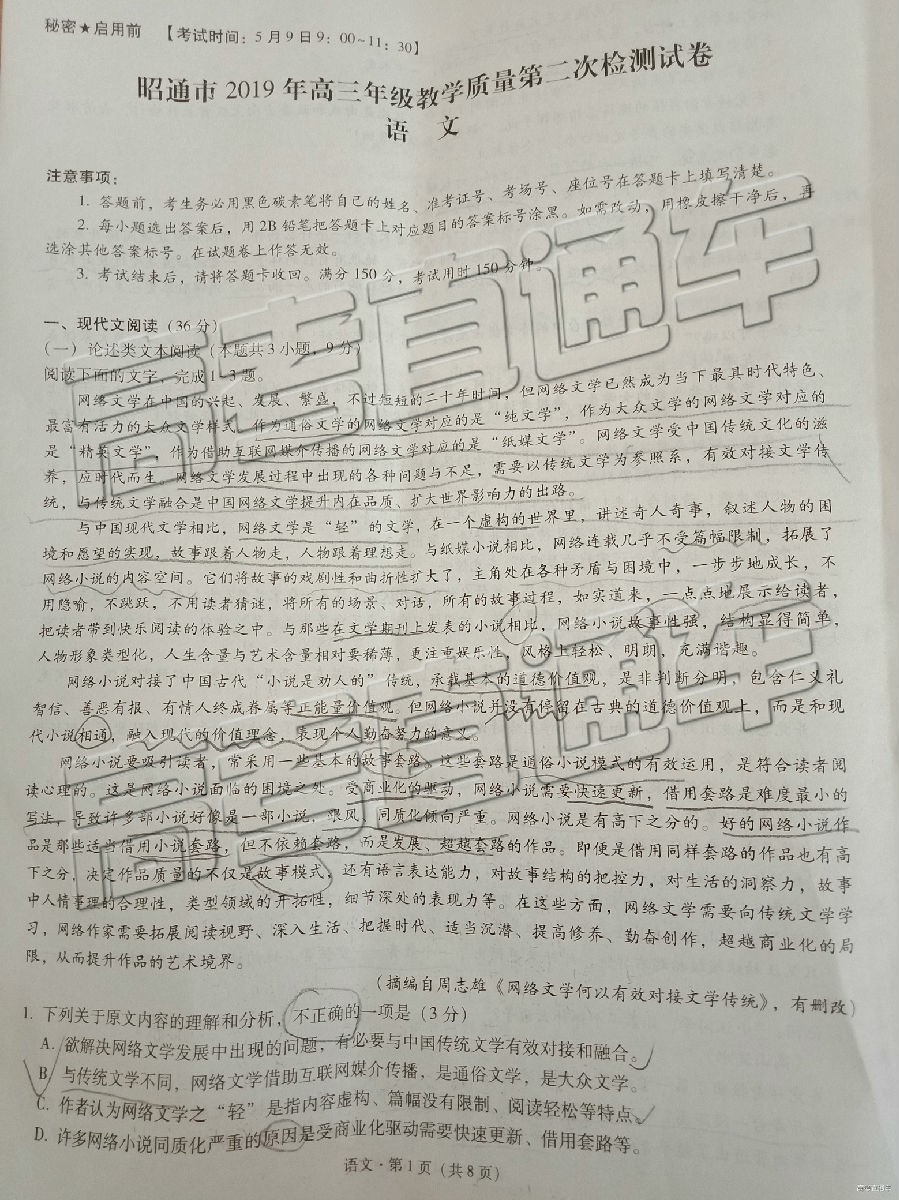 秘密★启用前 【考试时间：5月9日9：00~11：30】
昭通市2019年高三年级教学质量第二次检测试卷
语 文
注意事项：
1. 答题前，考生务必用黑色碳素笔将自己的姓名、准考证号、考场号、座位号在答题卡上填写清楚。
2. 每小题选出答案后，用2B铅笔把答题卡上对应题目的答案标号涂黑。如需改动，用橡皮擦干净后，再
选涂其他答案标号。在试题卷上作答无效。
3. 考试结束后，请将答题卡收回。满分150分，考试用时150分钟。
一、现代文阅读（36分）
（一）论述类文本阅读（本题共3小题，9分）
阅读下面的文字，完成1~3题。
网络文学在中国的兴起、发展、繁盛，不过短短的二十年时间，但网络文学已然成为当下最具时代特色、
最富有活力的大众文学样式。作为通俗文学的网络文学对应的是“纯文学”，作为大众文学的网络文学对应的
是“精英文学”，作为借助互联网媒介传播的网络文学对应的是“纸媒文学”。网络文学受中国传统文化的滋
养，应时代而生。网络文学发展过程中出现的各种问题与不足，需要以传统文学为参照系，有效对接文学传
统，与传统文学融合是中国网络文学提升内在品质、扩大世界影响力的出路。
与中国现代文学相比，网络文学是“轻”的文学，在一个虚构的世界里，讲述奇人奇事，叙述人物的困
境和愿望的实现，故事跟着人物走，人物跟着理想走。与纸媒小说相比，网络连载几乎不受篇幅限制，拓展了
网络小说的内容空间。它们将故事的戏剧性和曲折性扩大了，主角处在各种矛盾与困境中，一步步地成长，不
用隐喻，不跳跃，不用读者猜谜，将所有的场景、对话，所有的故事过程，如实道来，一点点地展示给读者，
把读者带到快乐阅读的体验之中。与那些在文学期刊上发表的小说相比，网络小说故事性强，结构显得简单，
人物形象类型化，人生含量与艺术含量相对要稀薄，更注重娱乐性，风格上轻松、明朗，充满谐趣。
网络小说对接了中国古代“小说是劝人的”传统，承载基本的道德价值观，是非判断分明，包含仁义礼
智信、善恶有报、有情人终成眷属等正能量价值观。但网络小说并没有停留在古典的道德价值观上，而是和现
代小说相通，融入现代的价值理念，表现个人勤奋努力的意义。
网络小说要吸引读者，常采用一些基本的故事套路，这些套路是通俗小说模式的有效运用，是符合读者阅
读心理的。这是网络小说面临的困境之处。受商业化的驱动，网络小说需要快速更新，借用套路是难度最小的
写法，导致许多部小说好像是一部小说，跟风、同质化倾向严重。网络小说是有高下之分的。好的网络小说作
品是那些适当借用小说套路，但不依赖套路，而是发展、超越套路的作品。即便是借用同样套路的作品也有高
下之分，决定作品质量的不仅是故事模式，还有语言表达能力，对故事结构的把控力，对生活的洞察力，故事
中人情事理的合理性，类型领域的开拓性，细节深处的表现力等。在这些方面，网络文学需要向传统文学学
习，网络作家需要拓展阅读视野、深入生活、把握时代、适当沉潜、提高修养、勤奋创作，超越商业化的局
限，从而提升作品的艺术境界。
（摘编自周志雄《网络文学何以有效对接文学传统》，有删改）
1. 下列关于原文内容的理解和分析，不正确的一项是（3分）
A. 欲解决网络文学发展中出现的问题，有必要与中国传统文学有效对接和融合。
B. 与传统文学不同，网络文学借助互联网媒介传播，是通俗文学，是大众文学。
C. 作者认为网络文学之“轻”是指内容虚构、篇幅没有限制、阅读轻松等特点。
D. 许多网络小说同质化严重的原因是受商业化驱动需要快速更新、借用套路等。
语文·第1页（共8页）
高考直通车
高考直通车